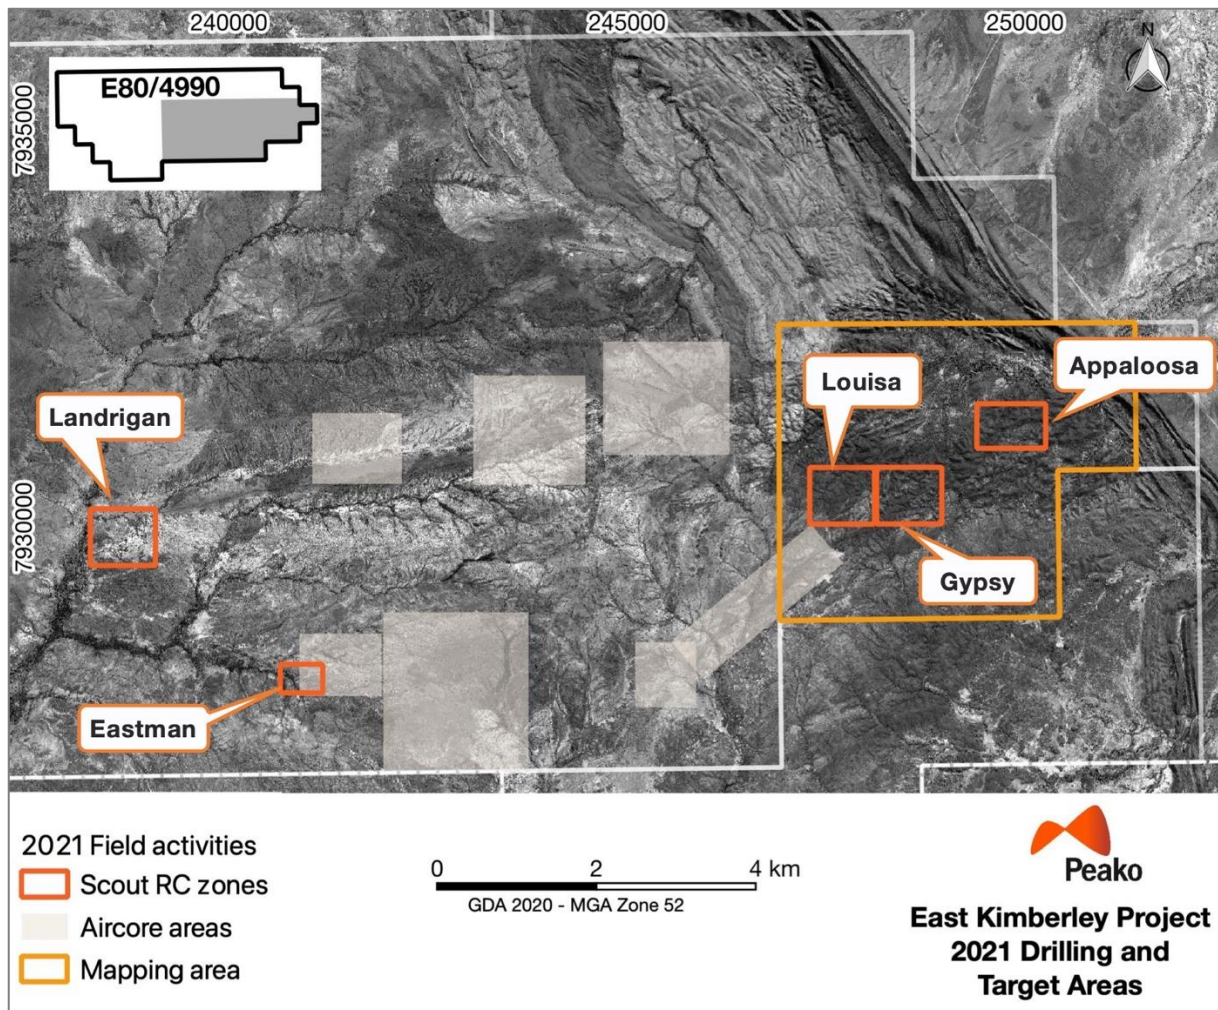 240000
245000
250000
N
E80/4990
7935000
Appaloosa
Louisa
Landrigan
7930000
Gypsy
Eastman
2021 Field activities
Scout RC zones
Aircore areas
Mapping area
0 2 4 km
GDA 2020 - MGA Zone 52
Peako
East Kimberley Project
2021 Drilling and
Target Areas